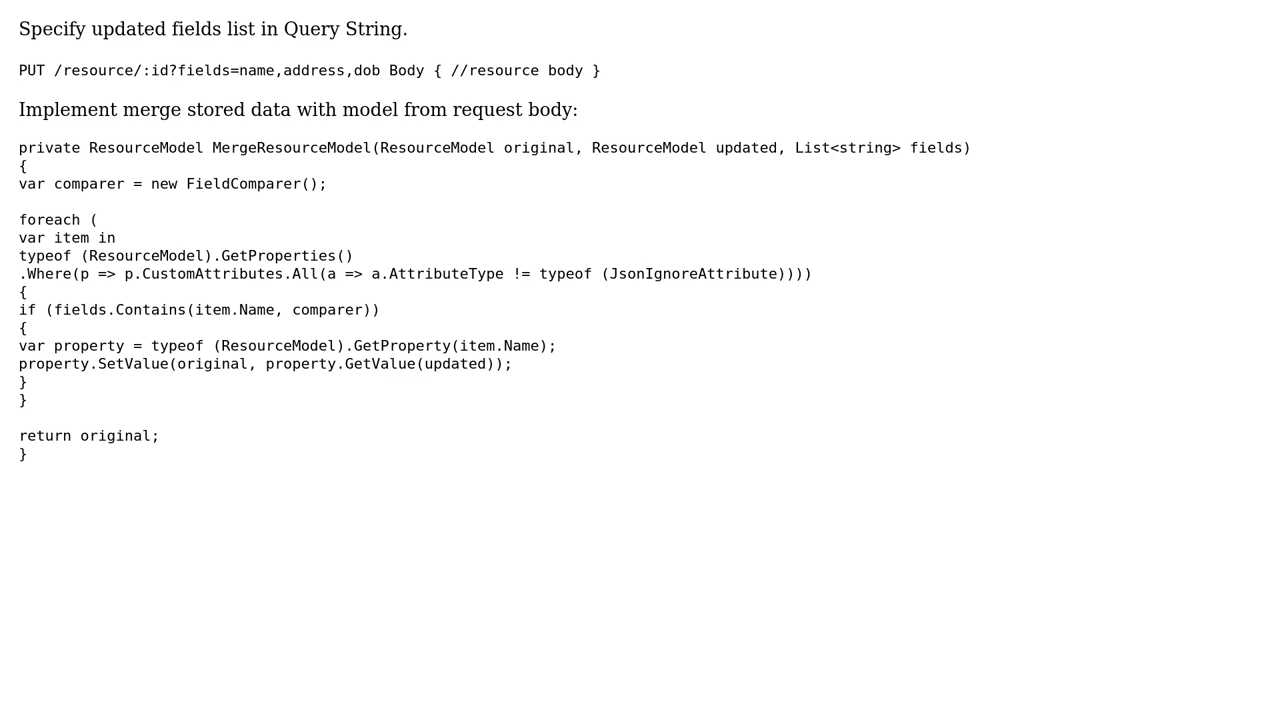 Specify updated fields list in Query String.
PUT /resource/:id?fields=name,address,dob Body { //resource body }
Implement merge stored data with model from request body:
private ResourceModel MergeResourceModel(ResourceModel original, ResourceModel updated, List<string> fields)
{
var comparer = new FieldComparer();
foreach (
var item in
typeof (ResourceModel).GetProperties()
.Where(p => p.CustomAttributes.All(a => a.AttributeType != typeof (JsonIgnoreAttribute))))
{
if (fields.Contains(item.Name, comparer))
{
var property = typeof (ResourceModel).GetProperty(item.Name);
property.SetValue(original, property.GetValue(updated));
}
}
return original;
}